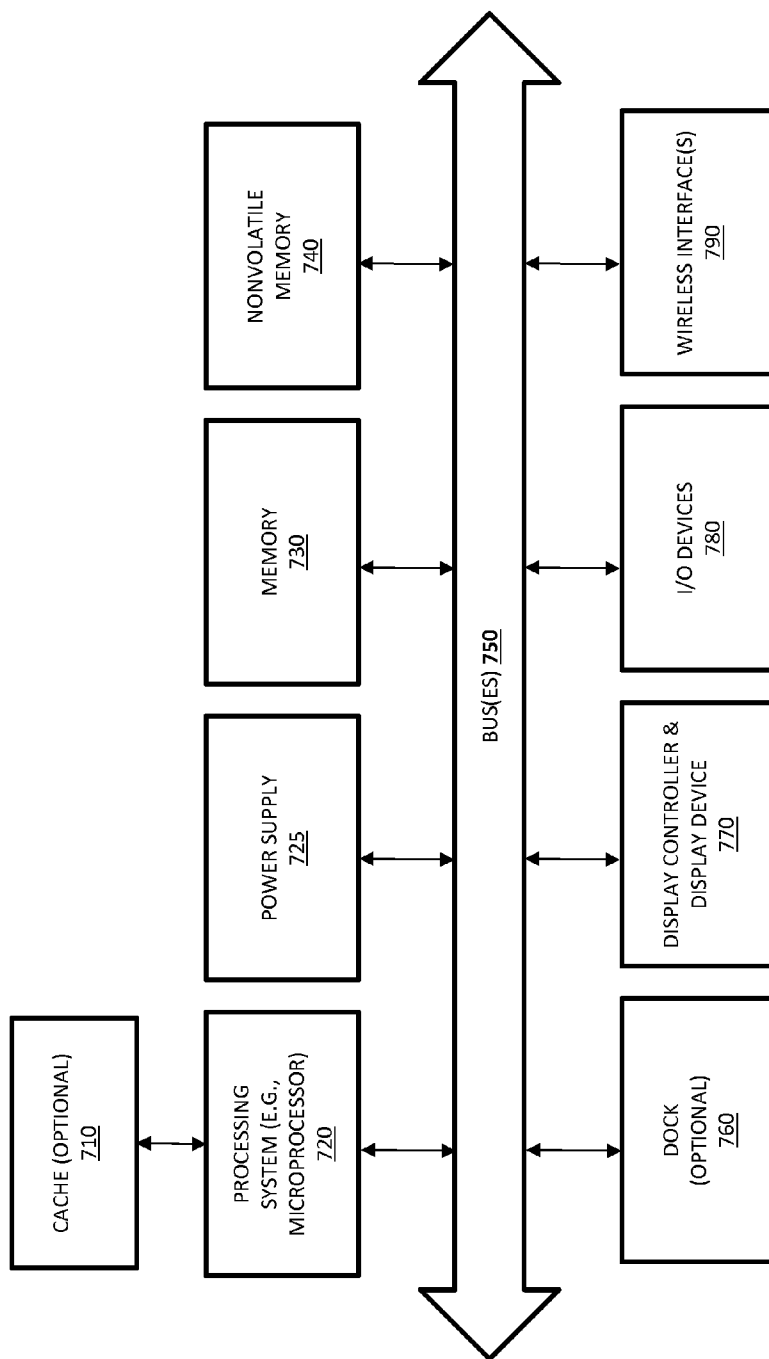 CACHE (OPTIONAL)
710
PROCESSING
SYSTEM (E.G.,
MICROPROCESSOR)
720
POWER SUPPLY
725
MEMORY
730
NONVOLATILE
MEMORY
740
BUS(ES) 750
DOCK
(OPTIONAL)
760
DISPLAY CONTROLLER &
DISPLAY DEVICE
770
I/O DEVICES
780
WIRELESS INTERFACE(S)
790